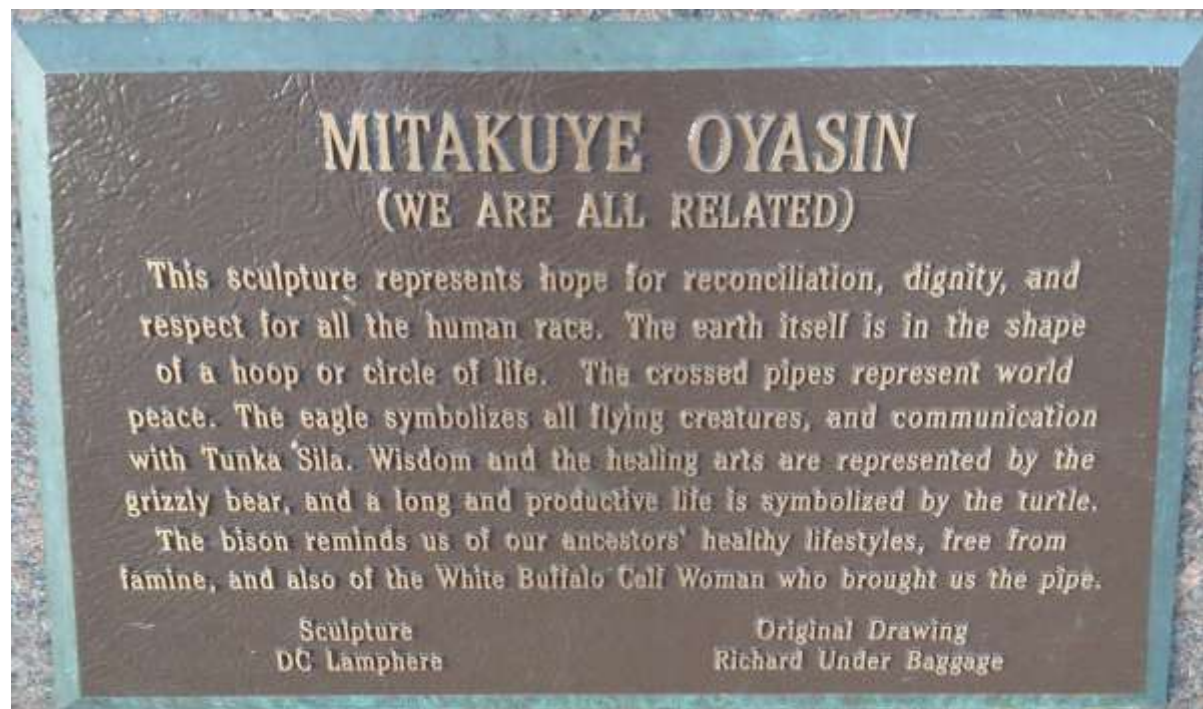 MITAKUYE OYASIN
(WE ARE ALL RELATED)
This sculpture represents hope for reconciliation, dignity, and
respect for all the human race. The earth itself is in the shape
of a hoop or circle of life. The crossed pipes represent world
peace. The eagle symbolizes all flying creatures, and communication
with Tunka Sila. Wisdom and the healing arts are represented by the
grizzly bear, and a long and productive life is symbolized by the turtle.
The bison reminds us of our ancestors' healthy lifestyles, free from
famine, and also of the White Buffalo Calf Woman who brought us the pipe.
Sculpture
DC Lamphere
Original Drawing
Richard Under Baggage